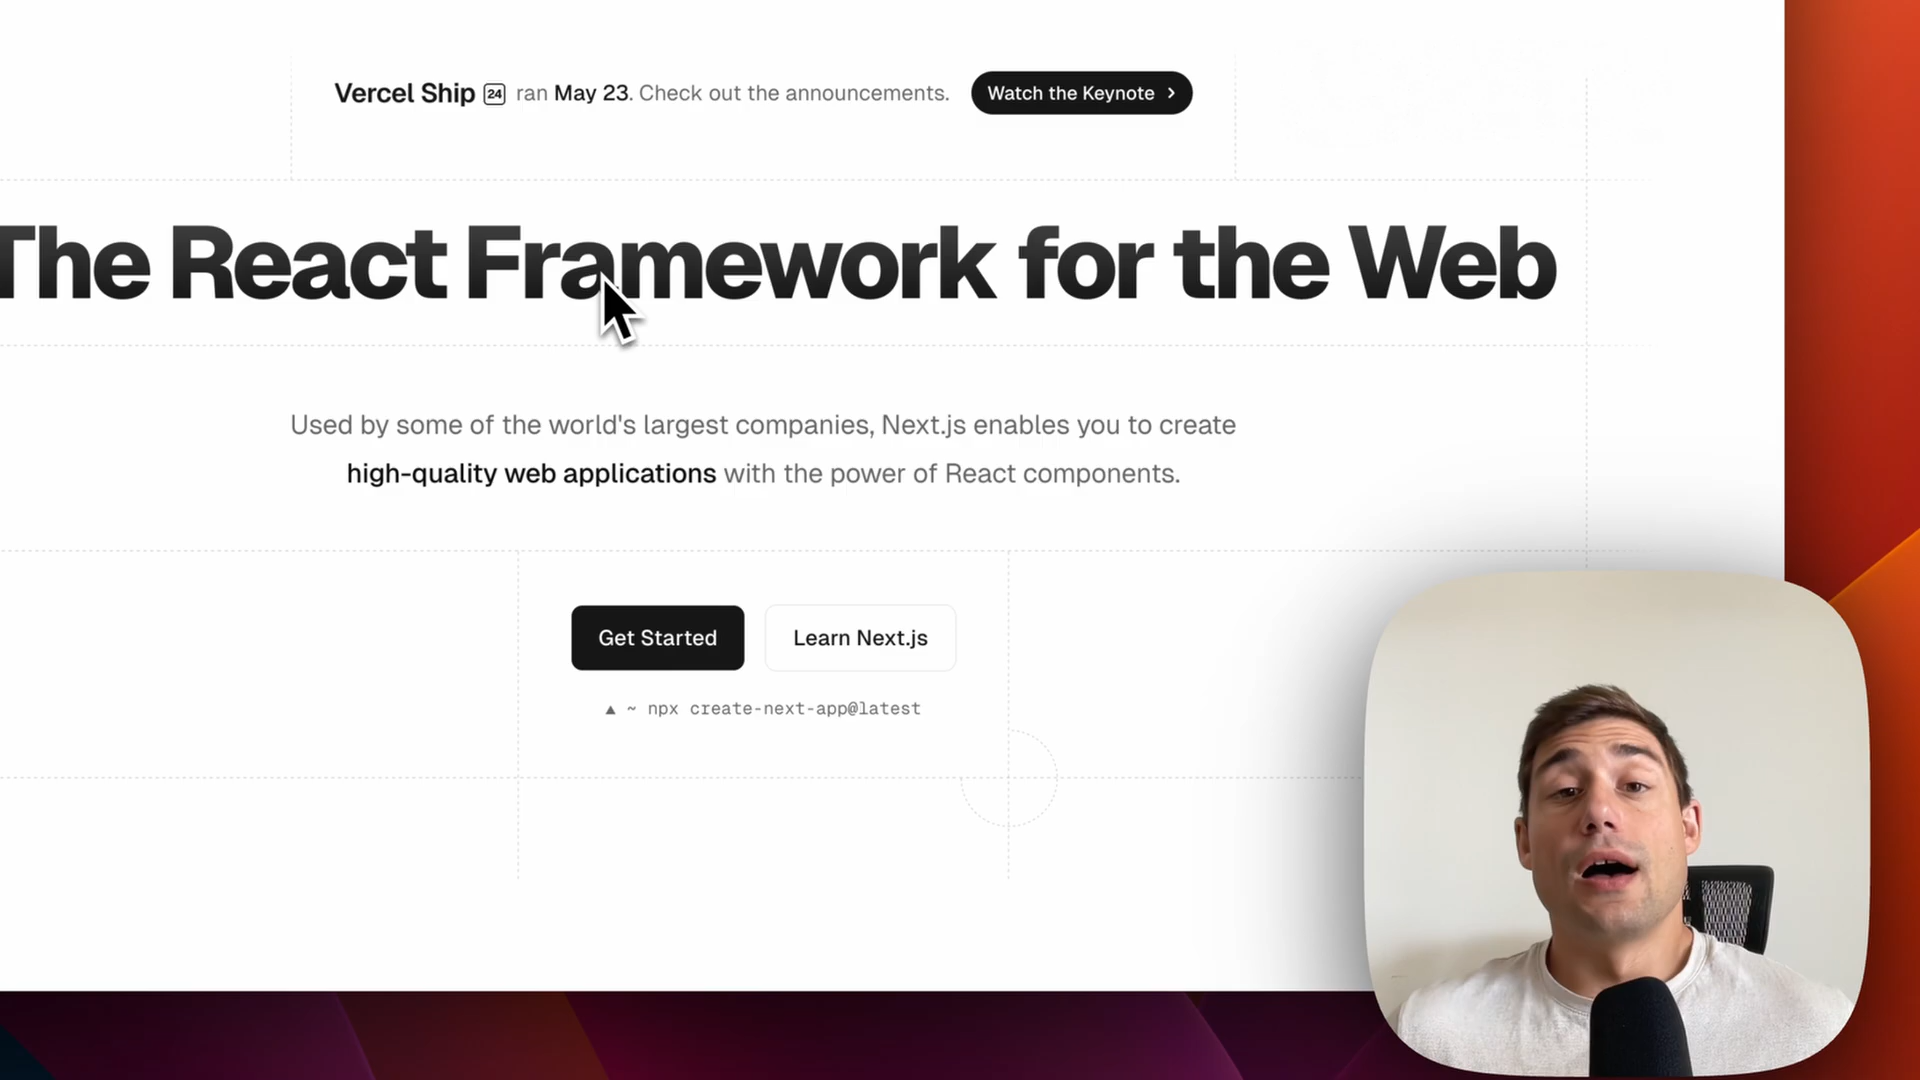 Vercel Ship 24 ran May 23. Check out the announcements. Watch the Keynote
The React Framework for the Web
Used by some of the world's largest companies, Next.js enables you to create
high-quality web applications with the power of React components.
Get Started Learn Next.js
▲ ~ npx create-next-app@latest